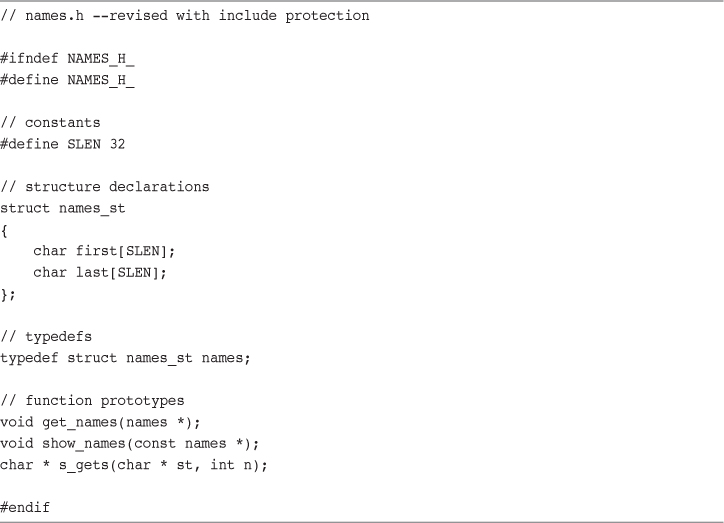 // names.h --revised with include protection
#ifndef NAMES_H_
#define NAMES_H_
// constants
#define SLEN 32
// structure declarations
struct names_st
{
    char first[SLEN];
    char last[SLEN];
};
// typedefs
typedef struct names_st names;
// function prototypes
void get_names(names *);
void show_names(const names *);
char * s_gets(char * st, int n);
#endif